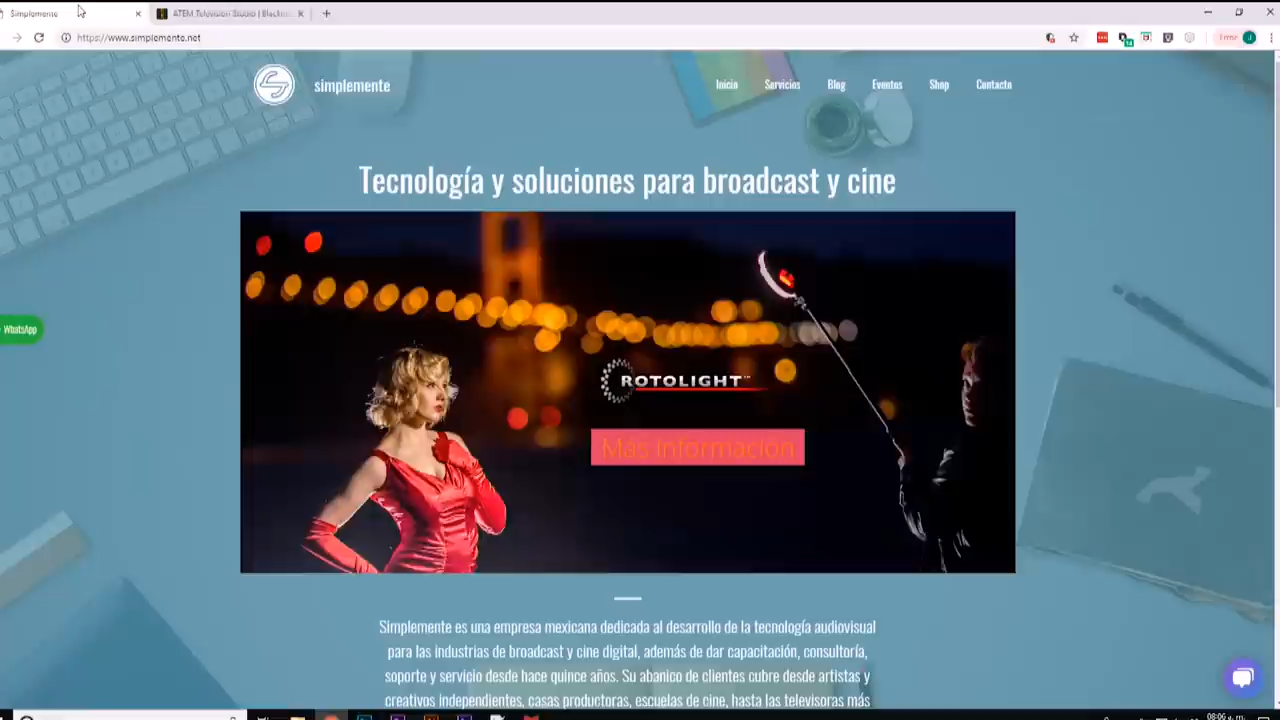 Simplemente
ATEM Television Studio | Blackm
https://www.simplemente.net
Error
simplemente
Inicio
Servicios
Blog
Eventos
Shop
Contacto
Tecnología y soluciones para broadcast y cine
WhatsApp
ROTOLIGHT™
Más Informacion
Simplemente es una empresa mexicana dedicada al desarrollo de la tecnología audiovisual
para las industrias de broadcast y cine digital, además de dar capacitación, consultoría,
soporte y servicio desde hace quince años. Su abanico de clientes cubre desde artistas y
creativos independientes, casas productoras, escuelas de cine, hasta las televisoras más